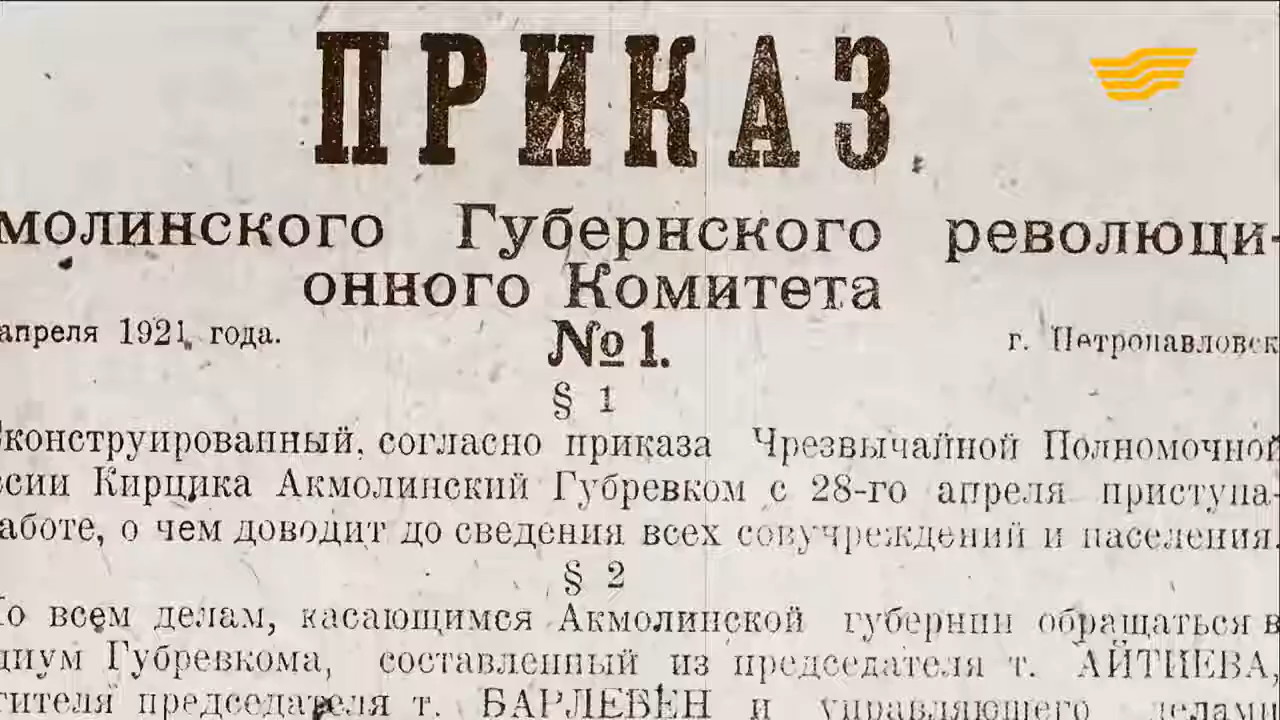 ПРИКАЗ
молинского Губернского революци-
онного Комитета
апреля 1921 года.
№ 1.
г. Петропавловск
§ 1
конструированный, согласно приказа Чрезвычайной Полномочной
сии Кирцика Акмолинский Губревком с 28-го апреля приступа-
аботе, о чем доводит до сведения всех совучреждений и населения.
§ 2
о всем делам, касающимся Акмолинской губернии обращаться в
диум Губревкома, составленный из председателя т. АЙТИЕВА,
тителя председателя т. БАРЛЕБЕН и управляющего делами